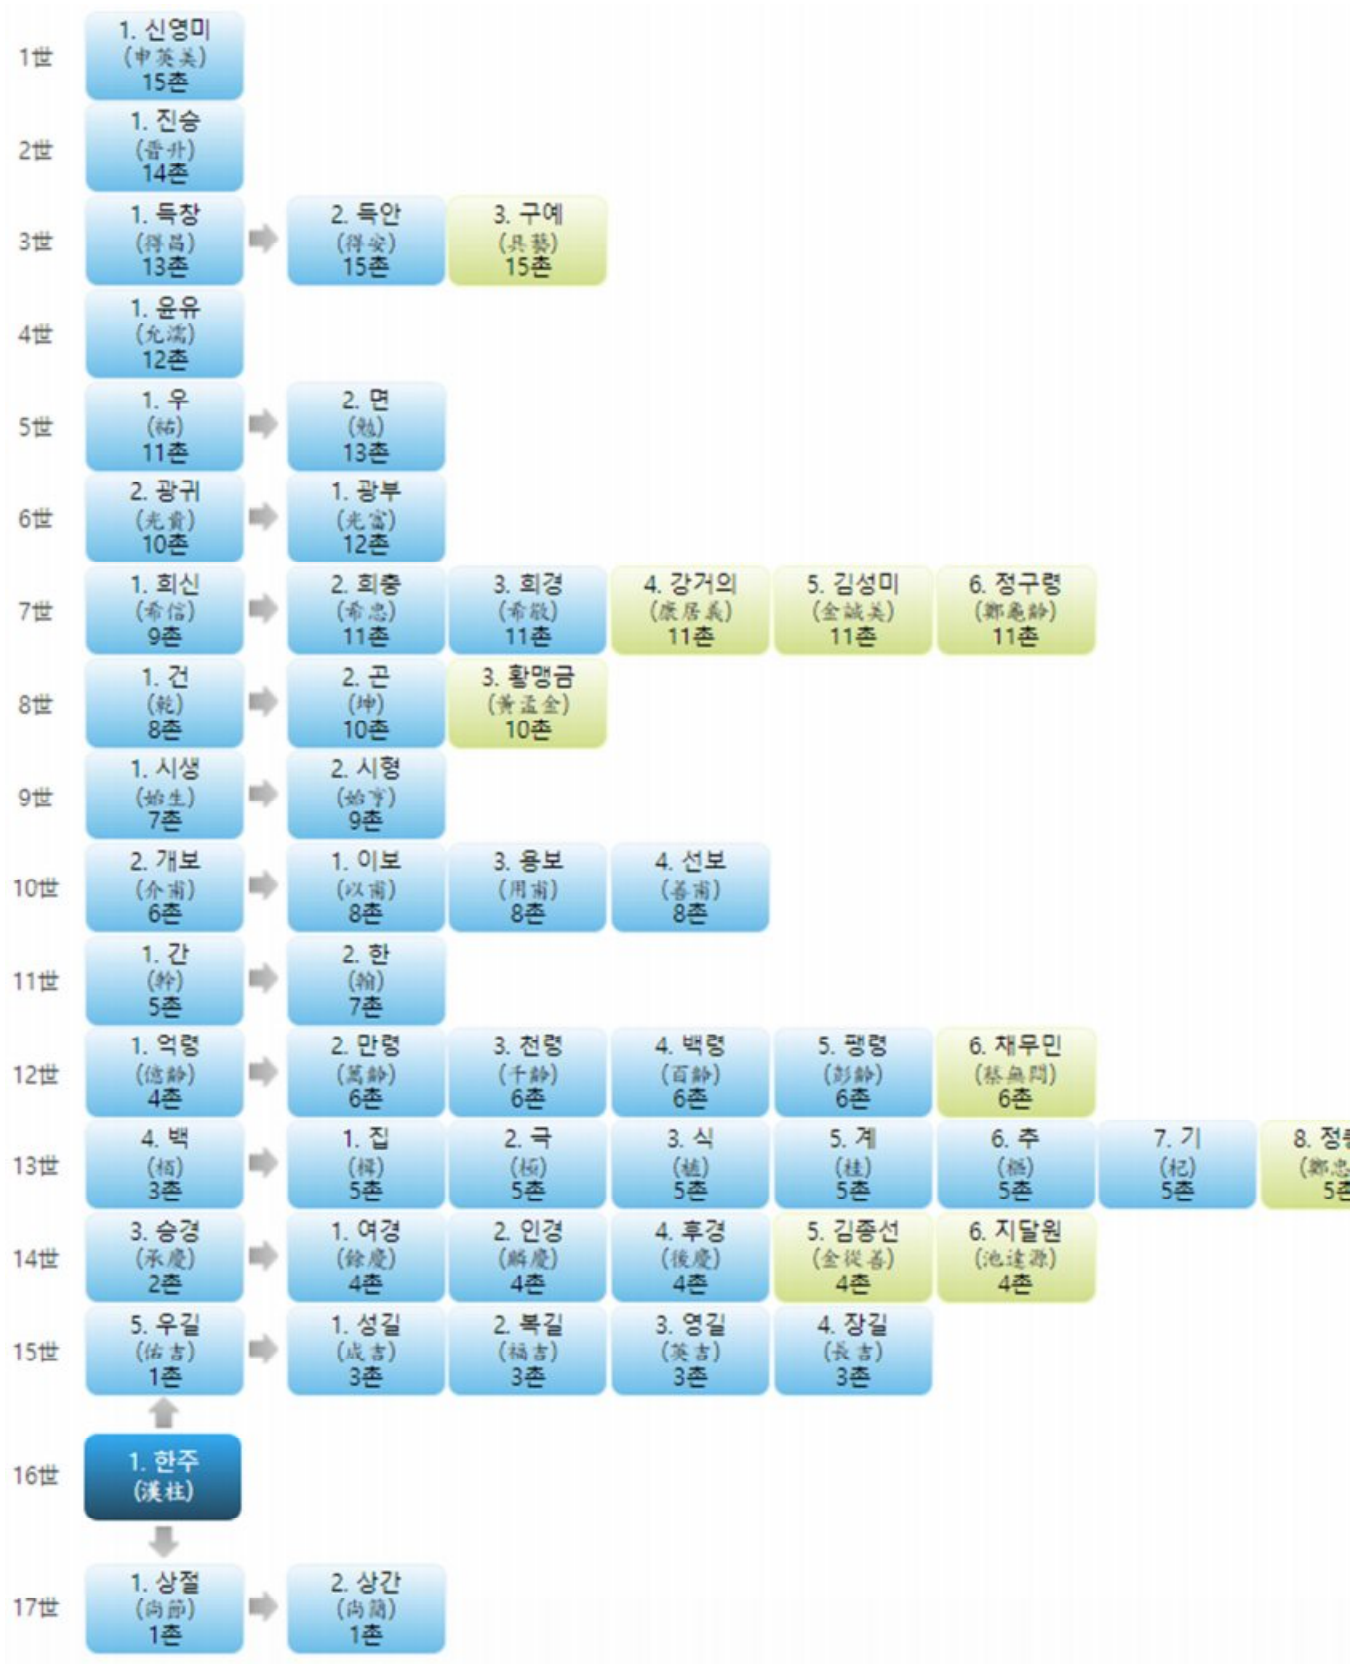 1世
1. 신영미
(申英美)
15촌
2世
1. 진승
(晋升)
14촌
3世
1. 득창
(得昌)
13촌
2. 득안
(得安)
15촌
3. 구예
(具藝)
15촌
4世
1. 윤유
(允濡)
12촌
5世
1. 우
(祐)
11촌
2. 면
(勉)
13촌
6世
2. 광귀
(光貴)
10촌
1. 광부
(光富)
12촌
7世
1. 희신
(希信)
9촌
2. 희충
(希忠)
11촌
3. 희경
(希敬)
11촌
4. 강거의
(康居義)
11촌
5. 김성미
(金誠美)
11촌
6. 정구령
(鄭龜齡)
11촌
8世
1. 건
(乾)
8촌
2. 곤
(坤)
10촌
3. 황맹금
(黃孟金)
10촌
9世
1. 시생
(始生)
7촌
2. 시형
(始亨)
9촌
10世
2. 개보
(介甫)
6촌
1. 이보
(以甫)
8촌
3. 용보
(用甫)
8촌
4. 선보
(善甫)
8촌
11世
1. 간
(幹)
5촌
2. 한
(翰)
7촌
12世
1. 억령
(億齡)
4촌
2. 만령
(萬齡)
6촌
3. 천령
(千齡)
6촌
4. 백령
(百齡)
6촌
5. 팽령
(彭齡)
6촌
6. 채무민
(蔡無悶)
6촌
13世
4. 백
(栢)
3촌
1. 집
(楫)
5촌
2. 극
(極)
5촌
3. 식
(植)
5촌
5. 계
(桂)
5촌
6. 추
5촌
7. 기
(杞)
5촌
8. 정
(鄭忠
5촌
14世
3. 승경
(承慶)
2촌
1. 여경
(餘慶)
4촌
2. 인경
(麟慶)
4촌
4. 후경
(後慶)
4촌
5. 김종선
(金從善)
4촌
6. 지달원
(池達源)
4촌
15世
5. 우길
(佑吉)
1촌
1. 성길
(成吉)
3촌
2. 복길
(福吉)
3촌
3. 영길
(英吉)
3촌
4. 장길
(長吉)
3촌
16世
1. 한주
(漢柱)
17世
1. 상절
(尙節)
1촌
2. 상간
(尙簡)
1촌